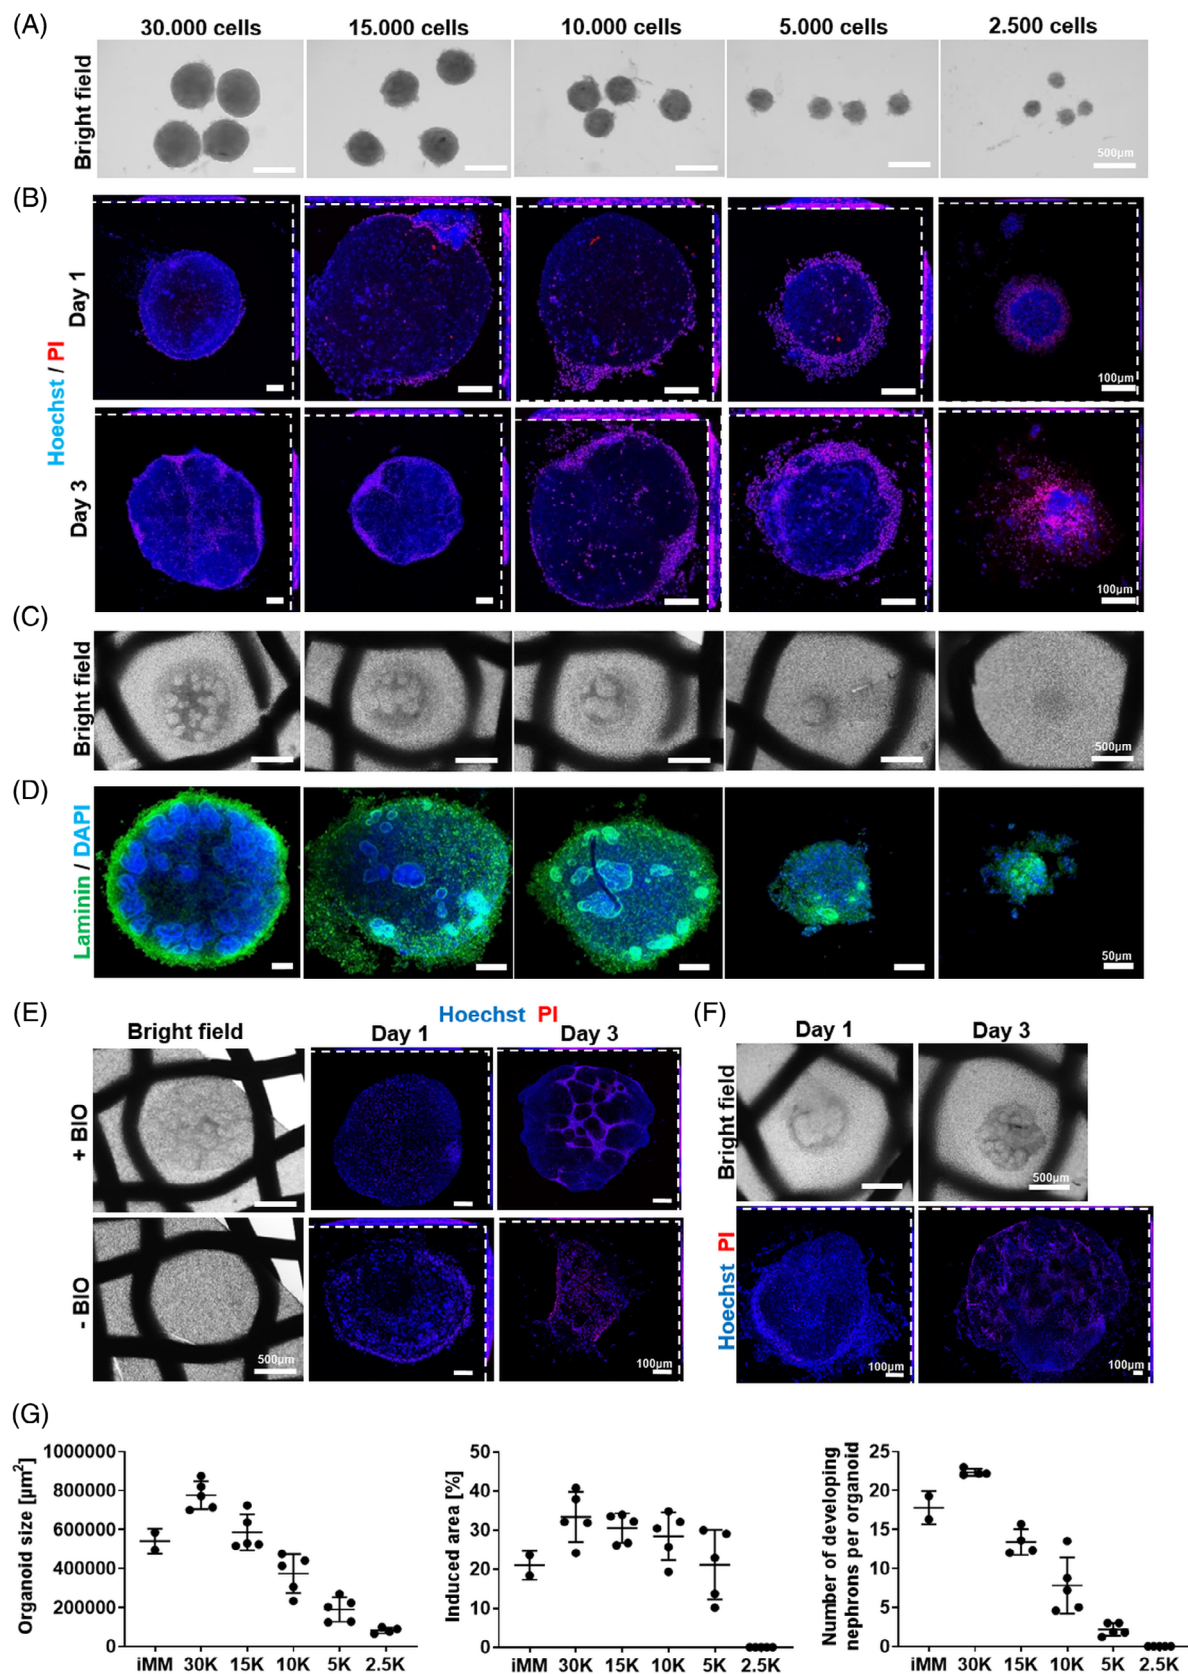 (A)
30.000 cells 15.000 cells 10.000 cells 5.000 cells 2.500 cells
Bright field
500µm
(B)
Hoechst / PI
Day 1
100µm
Day 3
100µm
(C)
Bright field
500µm
(D)
Laminin / DAPI
50µm
(E)
Hoechst PI
Bright field Day 1 Day 3
+ BIO
- BIO
500µm
100µm
(F)
Day 1 Day 3
Bright field
500µm
Hoechst PI
100µm
100µm
(G)
Organoid size [µm²]
1000000
800000
600000
400000
200000
0
iMM 30K 15K 10K 5K 2.5K
Induced area [%]
50
40
30
20
10
0
iMM 30K 15K 10K 5K 2.5K
Number of developing
nephrons per organoid
25
20
15
10
5
0
iMM 30K 15K 10K 5K 2.5K